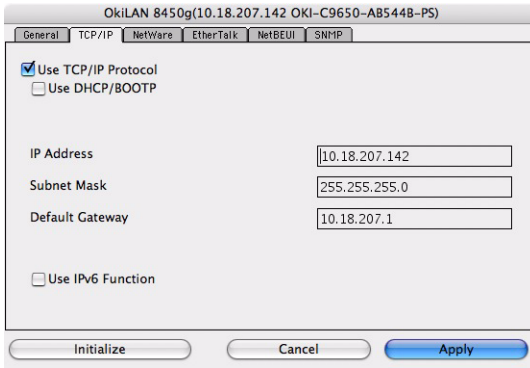 OkiLAN 8450g(10.18.207.142 OKI-C9650-AB544B-PS)
General TCP/IP NetWare EtherTalk NetBEUI SNMP
Use TCP/IP Protocol
Use DHCP/BOOTP
IP Address 10.18.207.142
Subnet Mask 255.255.255.0
Default Gateway 10.18.207.1
Use IPv6 Function
Initialize Cancel Apply